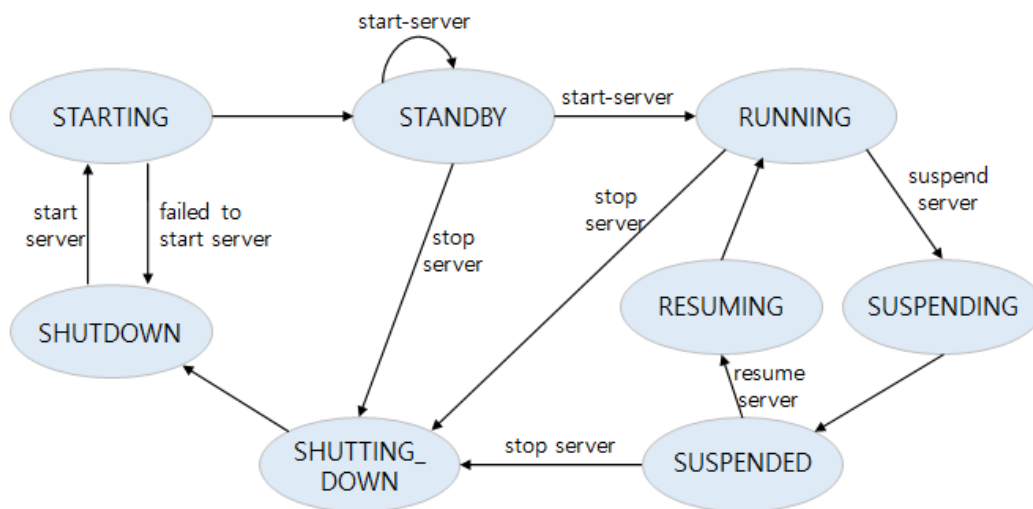 start-server
STARTING
STANDBY
start-server
RUNNING
start
server
failed to
start server
stop
server
stop
server
suspend
server
SHUTDOWN
RESUMING
SUSPENDING
resume
server
SHUTTING_
DOWN
stop server
SUSPENDED